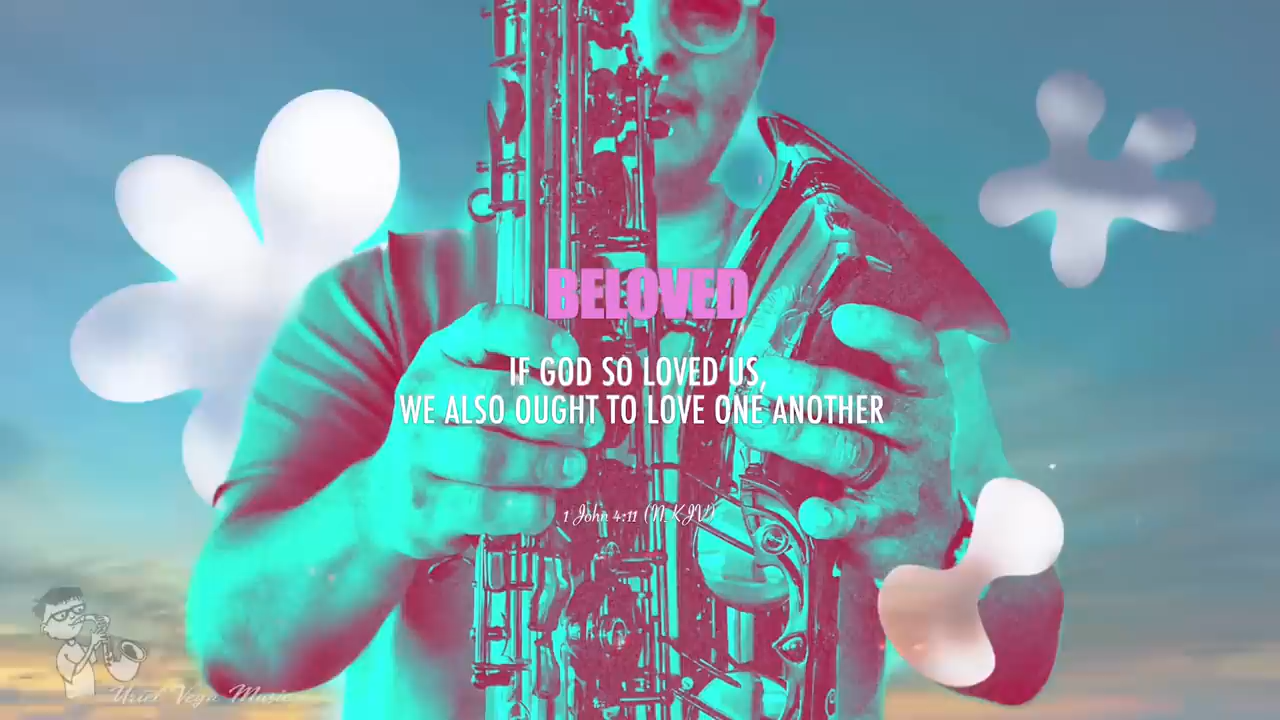 BELOVED
IF GOD SO LOVED US,
WE ALSO OUGHT TO LOVE ONE ANOTHER
1 John 4:11 (NKJV)
Uriel Vega Music